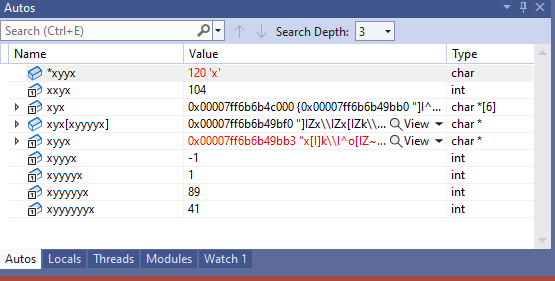 Autos
Search (Ctrl+E) Search Depth: 3
Name Value Type
*xyyx 120 'x' char
xxyx 104 int
xyx 0x00007ff6b6b4c000 {0x00007ff6b6b49bb0 "]I^... char *[6]
xyx[xyyyyx] 0x00007ff6b6b49bf0 "]IZx\\IZx[IZk\\... View char *
xyyx 0x00007ff6b6b49bb3 "x[I]k\\I^o[IZ~... View char *
xyyyx -1 int
xyyyyx 1 int
xyyyyyx 89 int
xyyyyyyx 41 int
Autos Locals Threads Modules Watch 1